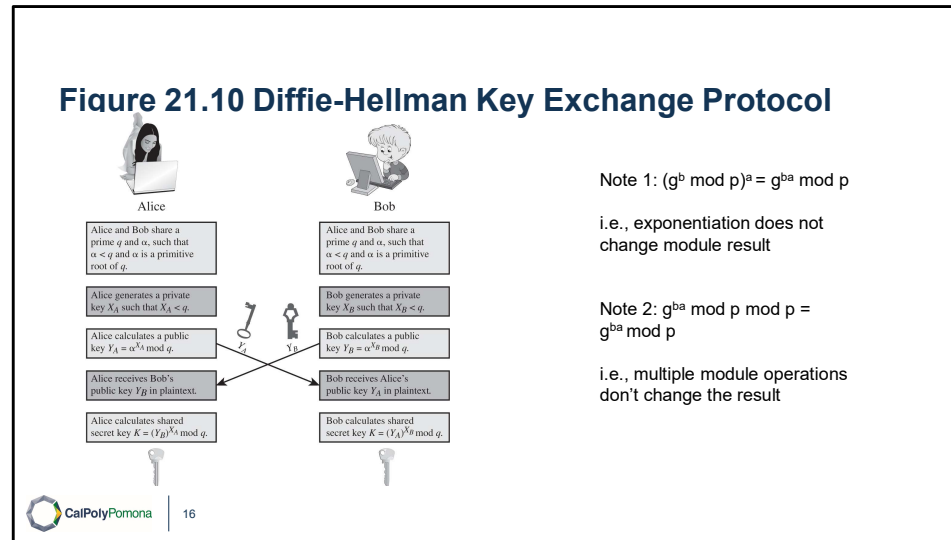 Figure 21.10 Diffie-Hellman Key Exchange Protocol
Alice
Alice and Bob share a
prime q and α, such that
α < q and α is a primitive
root of q.
Alice generates a private
key X_A such that X_A < q.
Alice calculates a public
key Y_A = α^X_A mod q.
Alice receives Bob's
public key Y_B in plaintext.
Alice calculates shared
secret key K = (Y_B)^X_A mod q.
Y_A
Y_B
Bob
Alice and Bob share a
prime q and α, such that
α < q and α is a primitive
root of q.
Bob generates a private
key X_B such that X_B < q.
Bob calculates a public
key Y_B = α^X_B mod q.
Bob receives Alice's
public key Y_A in plaintext.
Bob calculates shared
secret key K = (Y_A)^X_B mod q.
Note 1: (g^b mod p)^a = g^ba mod p
i.e., exponentiation does not
change module result
Note 2: g^ba mod p mod p =
g^ba mod p
i.e., multiple module operations
don't change the result
CalPolyPomona
16